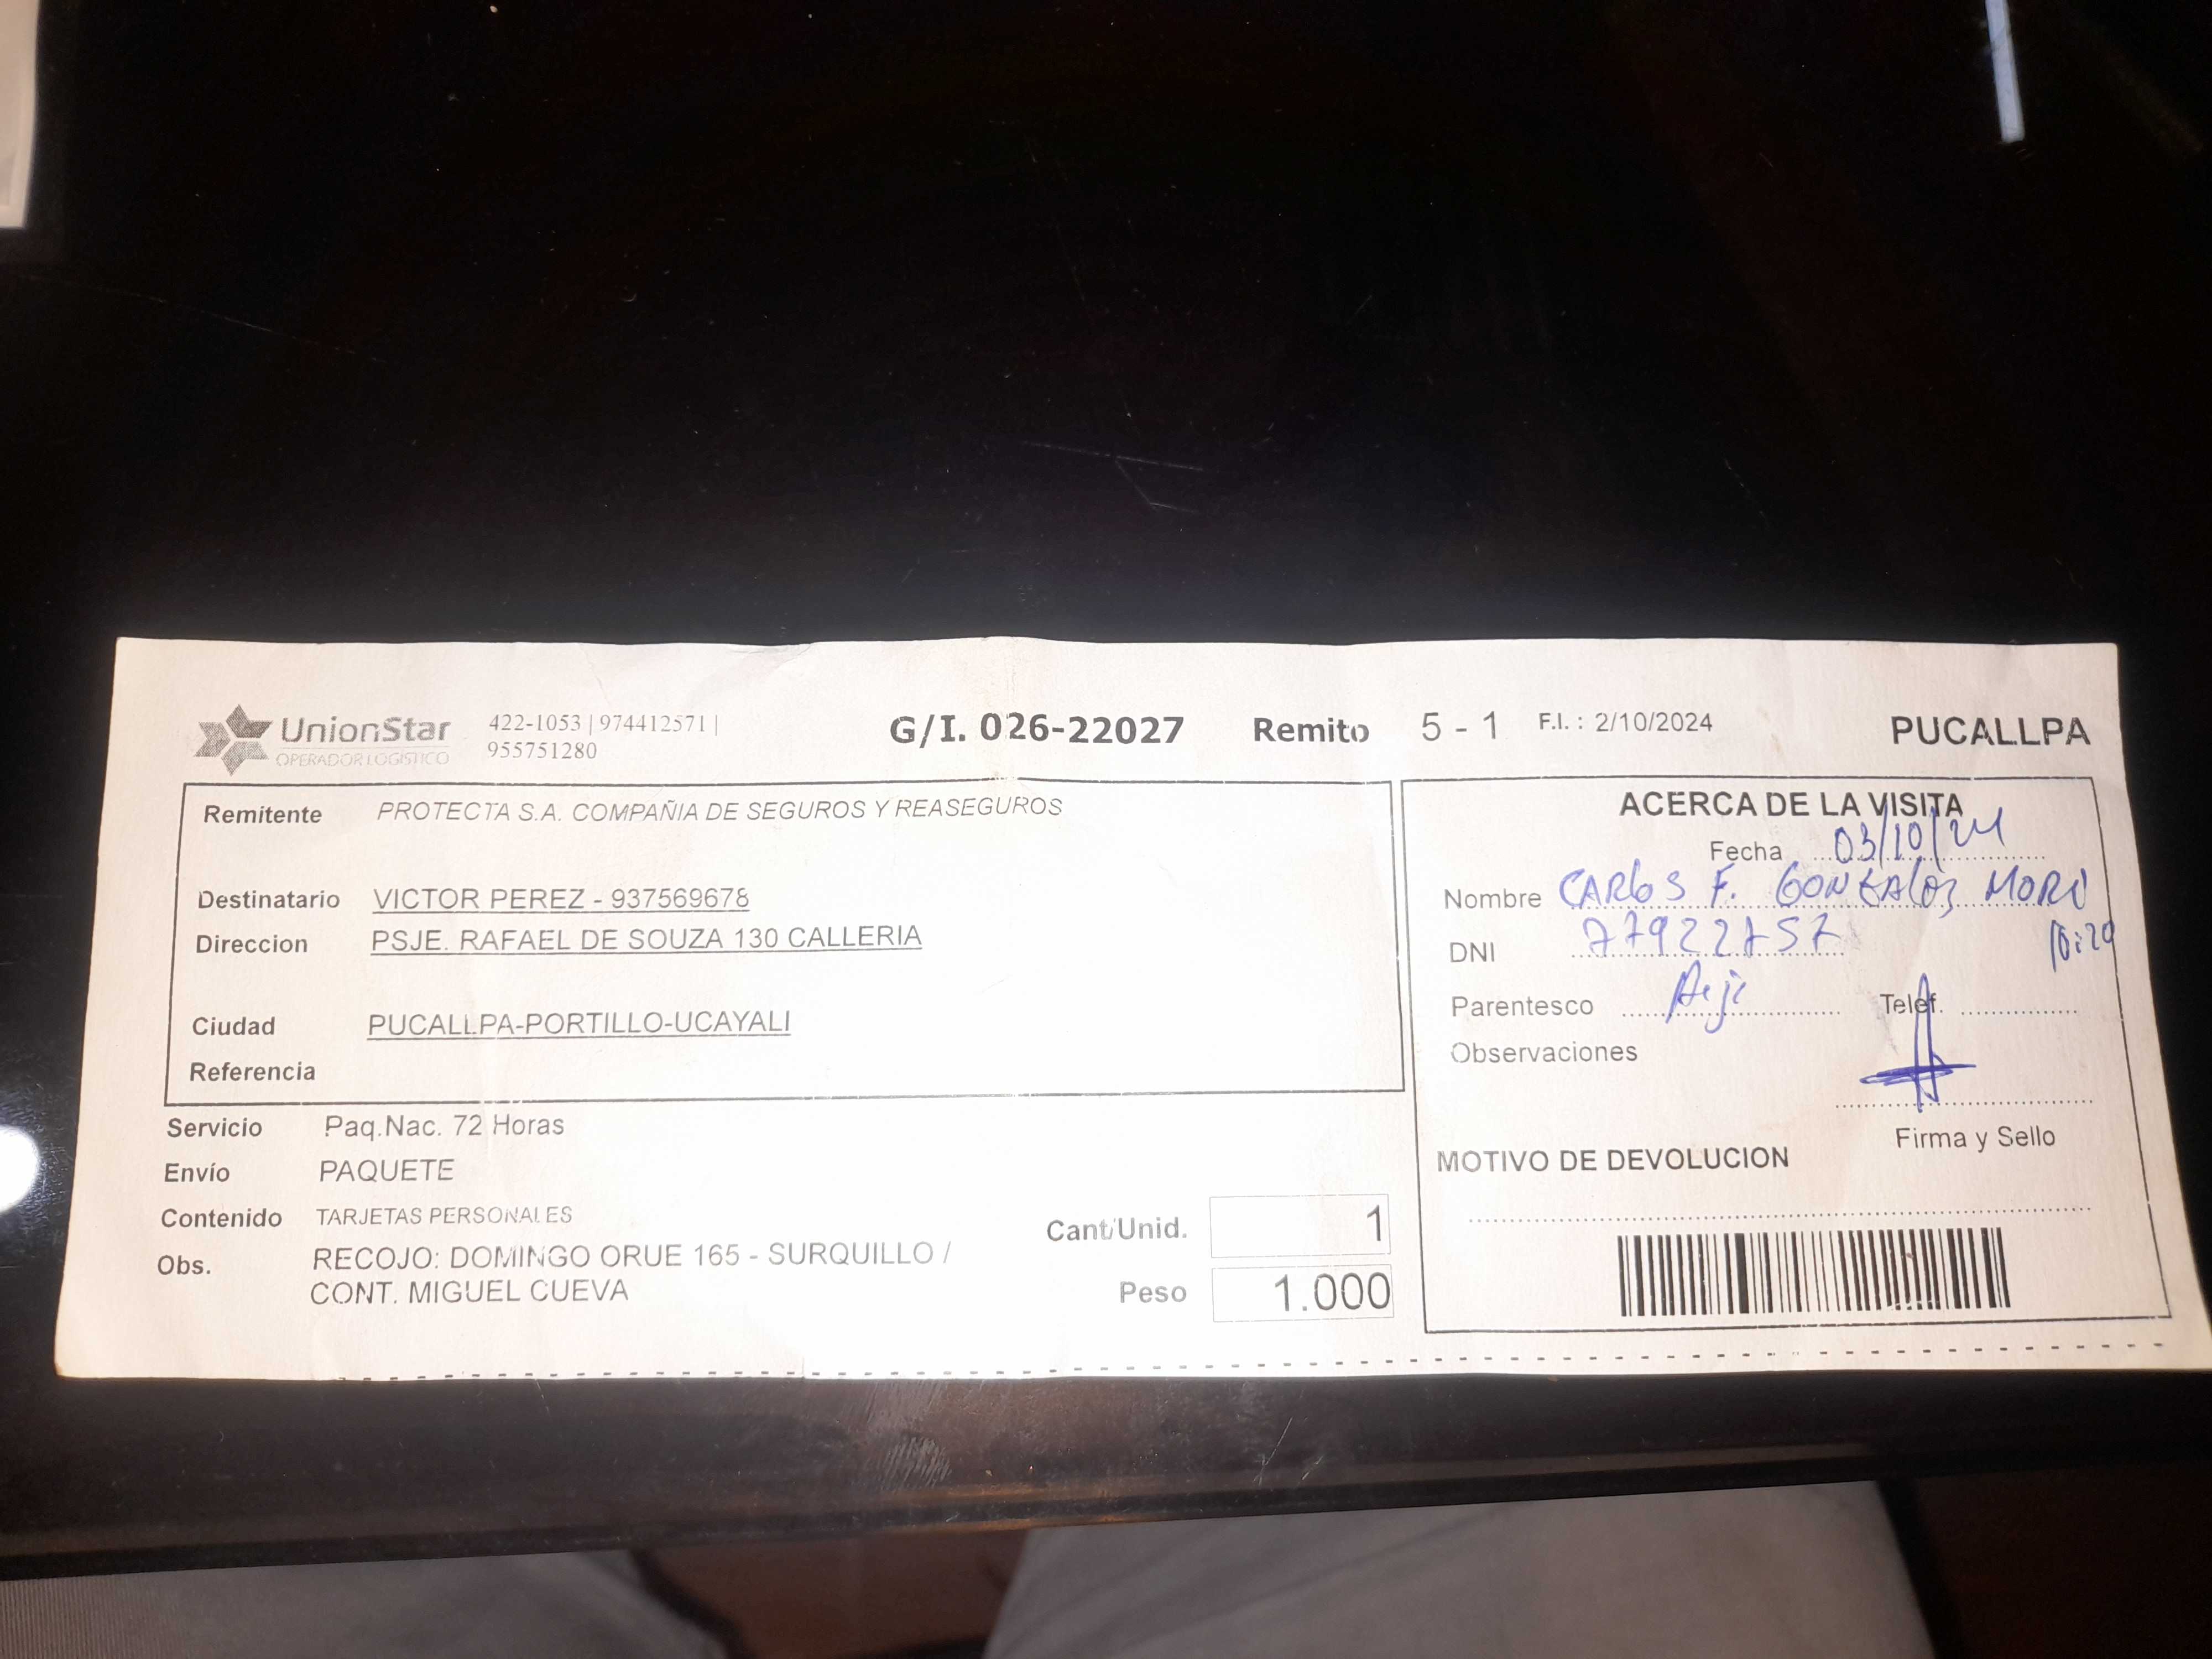 UnionStar
OPERADOR LOGISTICO
422-1053 | 974412571 |
955751280
G/I. 026-22027 Remito 5 - 1 F.I. : 2/10/2024 PUCALLPA
Remitente PROTECTA S.A. COMPAÑIA DE SEGUROS Y REASEGUROS
Destinatario VICTOR PEREZ - 937569678
Direccion PSJE. RAFAEL DE SOUZA 130 CALLERIA
Ciudad PUCALLPA-PORTILLO-UCAYALI
Referencia
Servicio Paq.Nac. 72 Horas
Envío PAQUETE
Contenido TARJETAS PERSONALES
Obs. RECOJO: DOMINGO ORUE 165 - SURQUILLO /
CONT. MIGUEL CUEVA
Cant/Unid. 1
Peso 1.000
ACERCA DE LA VISITA
Fecha 03/10/24
Nombre CARlos F. GONZAlez MORi
DNI
Parentesco Telef.
Observaciones
Firma y Sello
MOTIVO DE DEVOLUCION